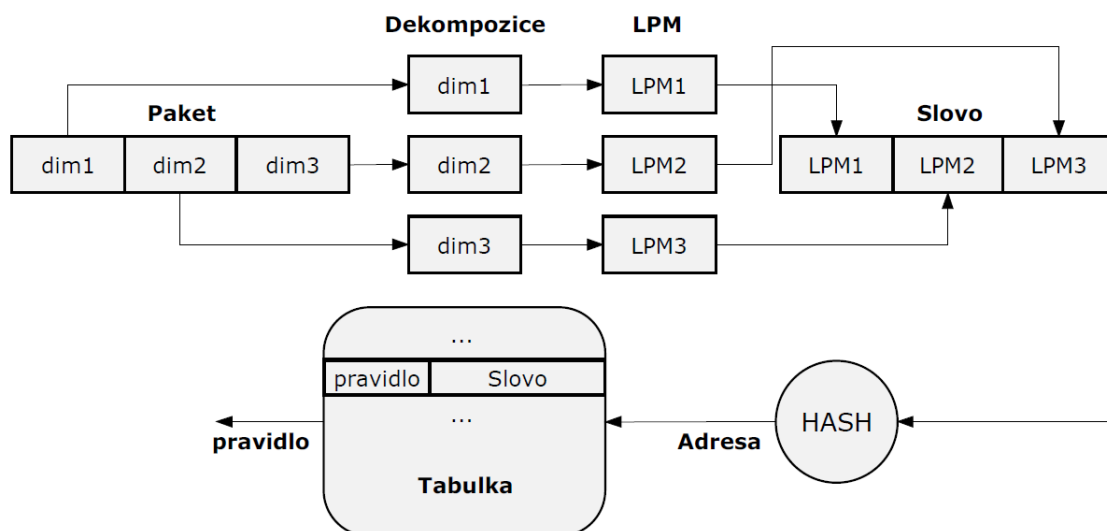 Dekompozice LPM
dim1 LPM1
Paket Slovo
dim1 dim2 dim3 dim2 LPM2 LPM1 LPM2 LPM3
dim3 LPM3
...
pravidlo Slovo
...
HASH
pravidlo Adresa
Tabulka